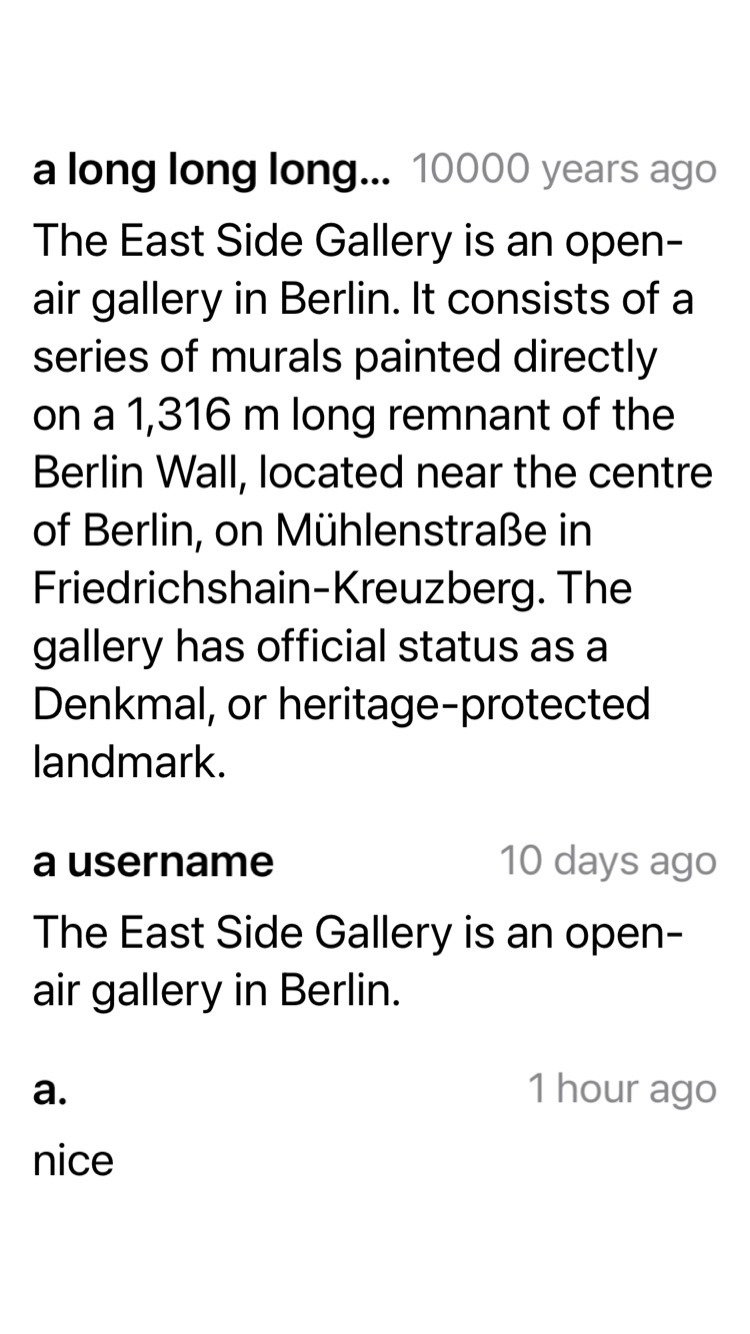 a long long long... 10000 years ago
The East Side Gallery is an open-
air gallery in Berlin. It consists of a
series of murals painted directly
on a 1,316 m long remnant of the
Berlin Wall, located near the centre
of Berlin, on Mühlenstraße in
Friedrichshain-Kreuzberg. The
gallery has official status as a
Denkmal, or heritage-protected
landmark.
a username 10 days ago
The East Side Gallery is an open-
air gallery in Berlin.
a. 1 hour ago
nice